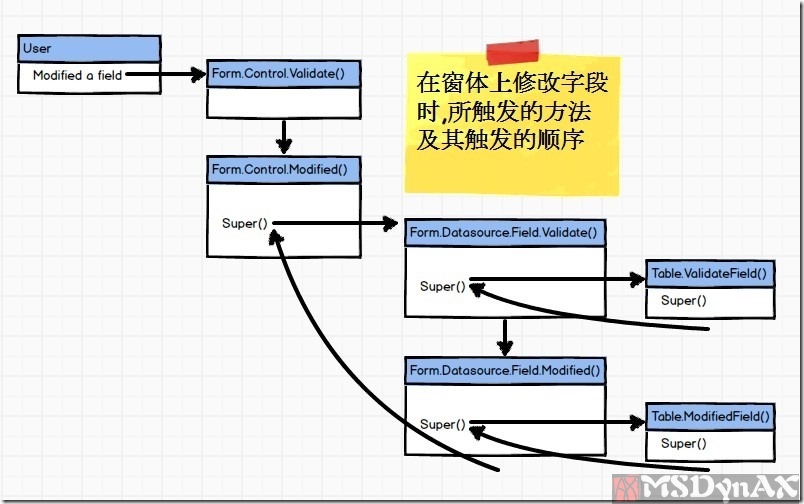 User
Modified a field
Form.Control.Validate()
在窗体上修改字段
时,所触发的方法
及其触发的顺序
Form.Control.Modified()
Super()
Form.Datasource.Field.Validate()
Super()
Table.ValidateField()
Super()
Form.Datasource.Field.Modified()
Super()
Table.ModifiedField()
Super()
MSDynAX